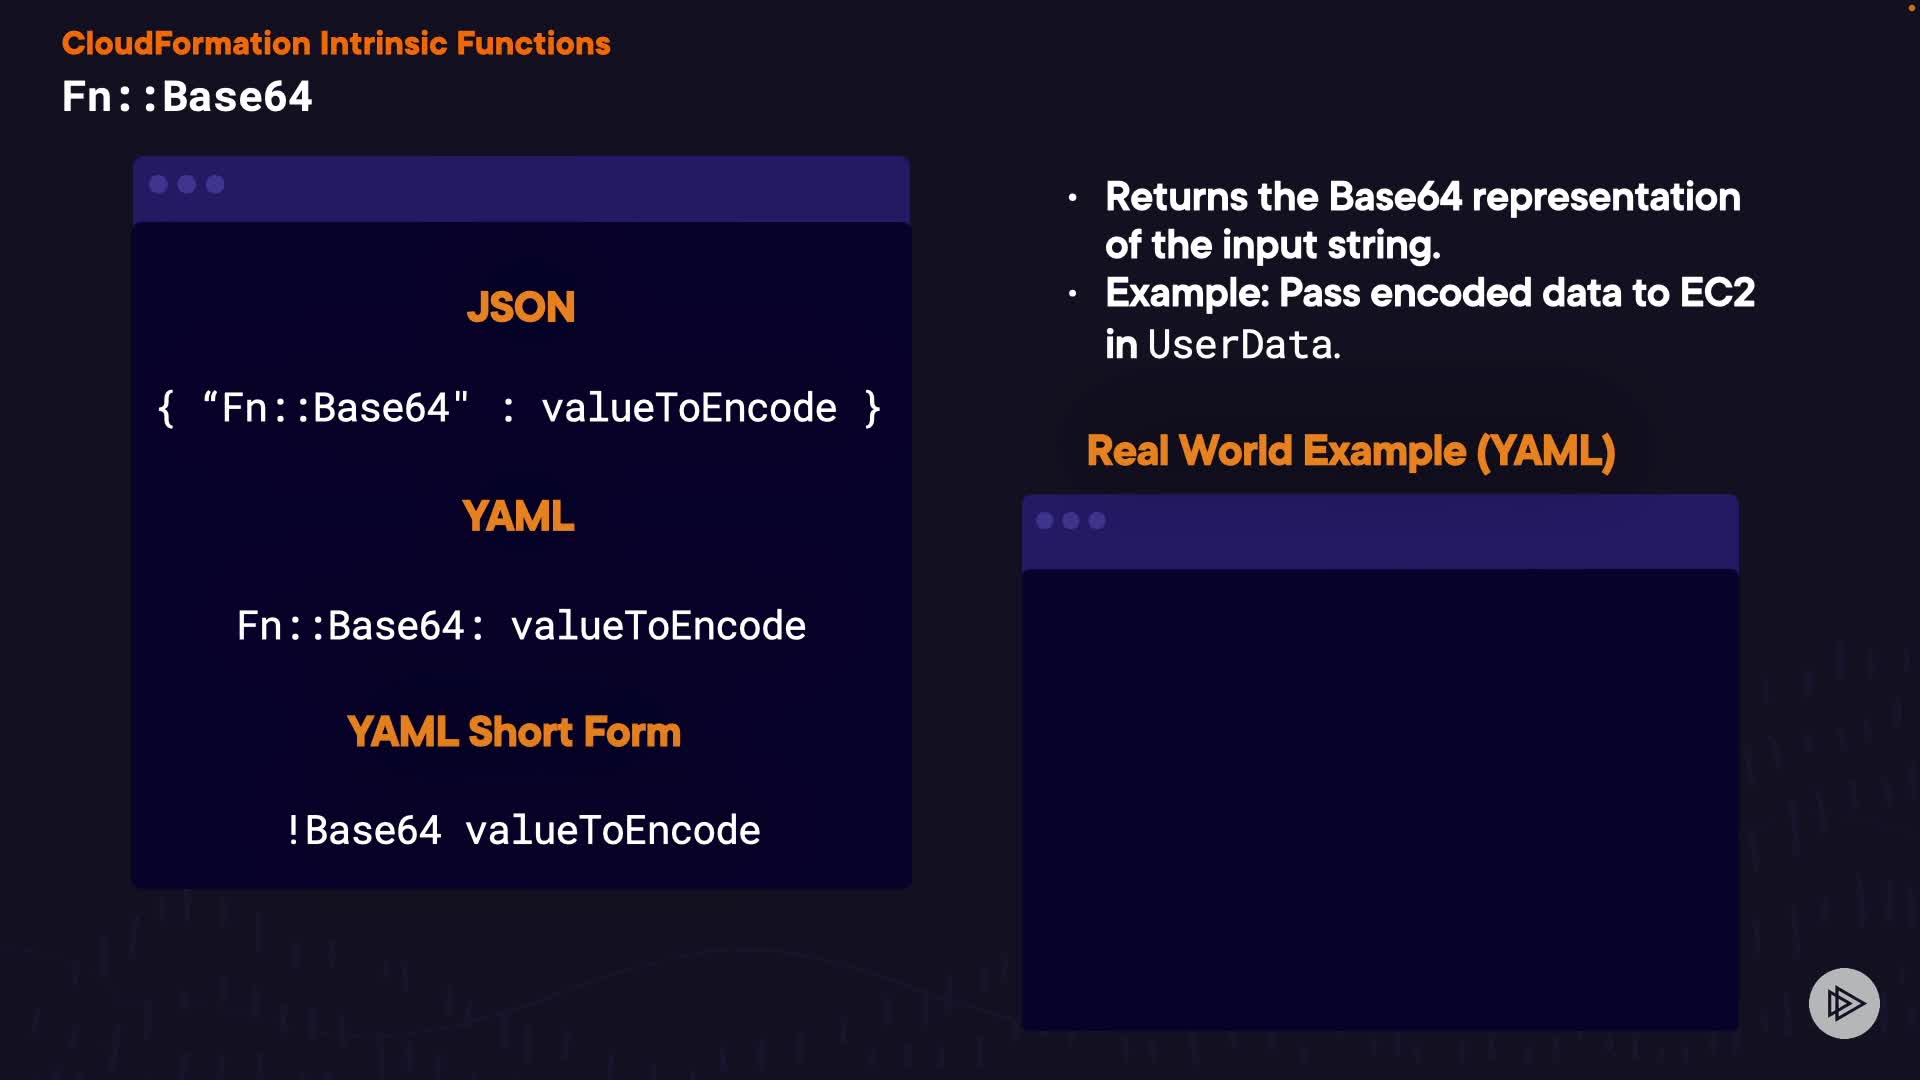 CloudFormation Intrinsic Functions
Fn::Base64
JSON
{ “Fn::Base64" : valueToEncode }
YAML
Fn::Base64: valueToEncode
YAML Short Form
!Base64 valueToEncode
• Returns the Base64 representation
of the input string.
• Example: Pass encoded data to EC2
in UserData.
Real World Example (YAML)